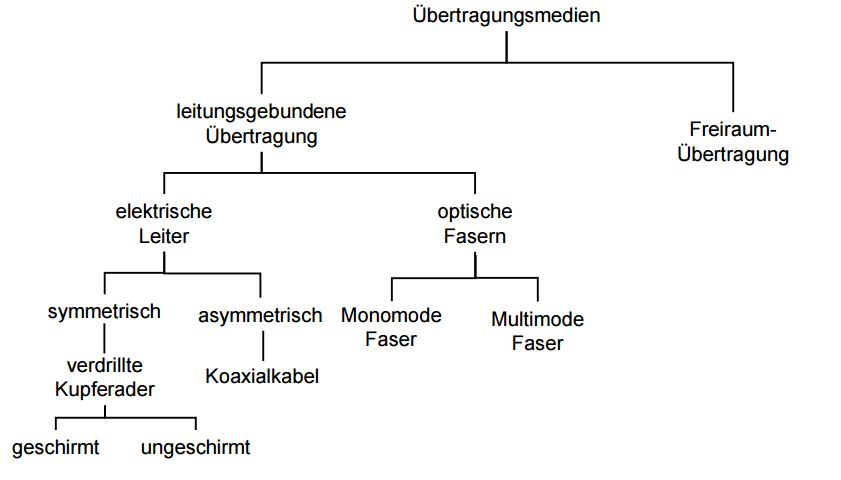 Übertragungsmedien
leitungsgebundene
Übertragung
Freiraum-
Übertragung
elektrische
Leiter
optische
Fasern
symmetrisch
asymmetrisch
Monomode
Faser
Multimode
Faser
verdrillte
Kupferader
Koaxialkabel
geschirmt
ungeschirmt